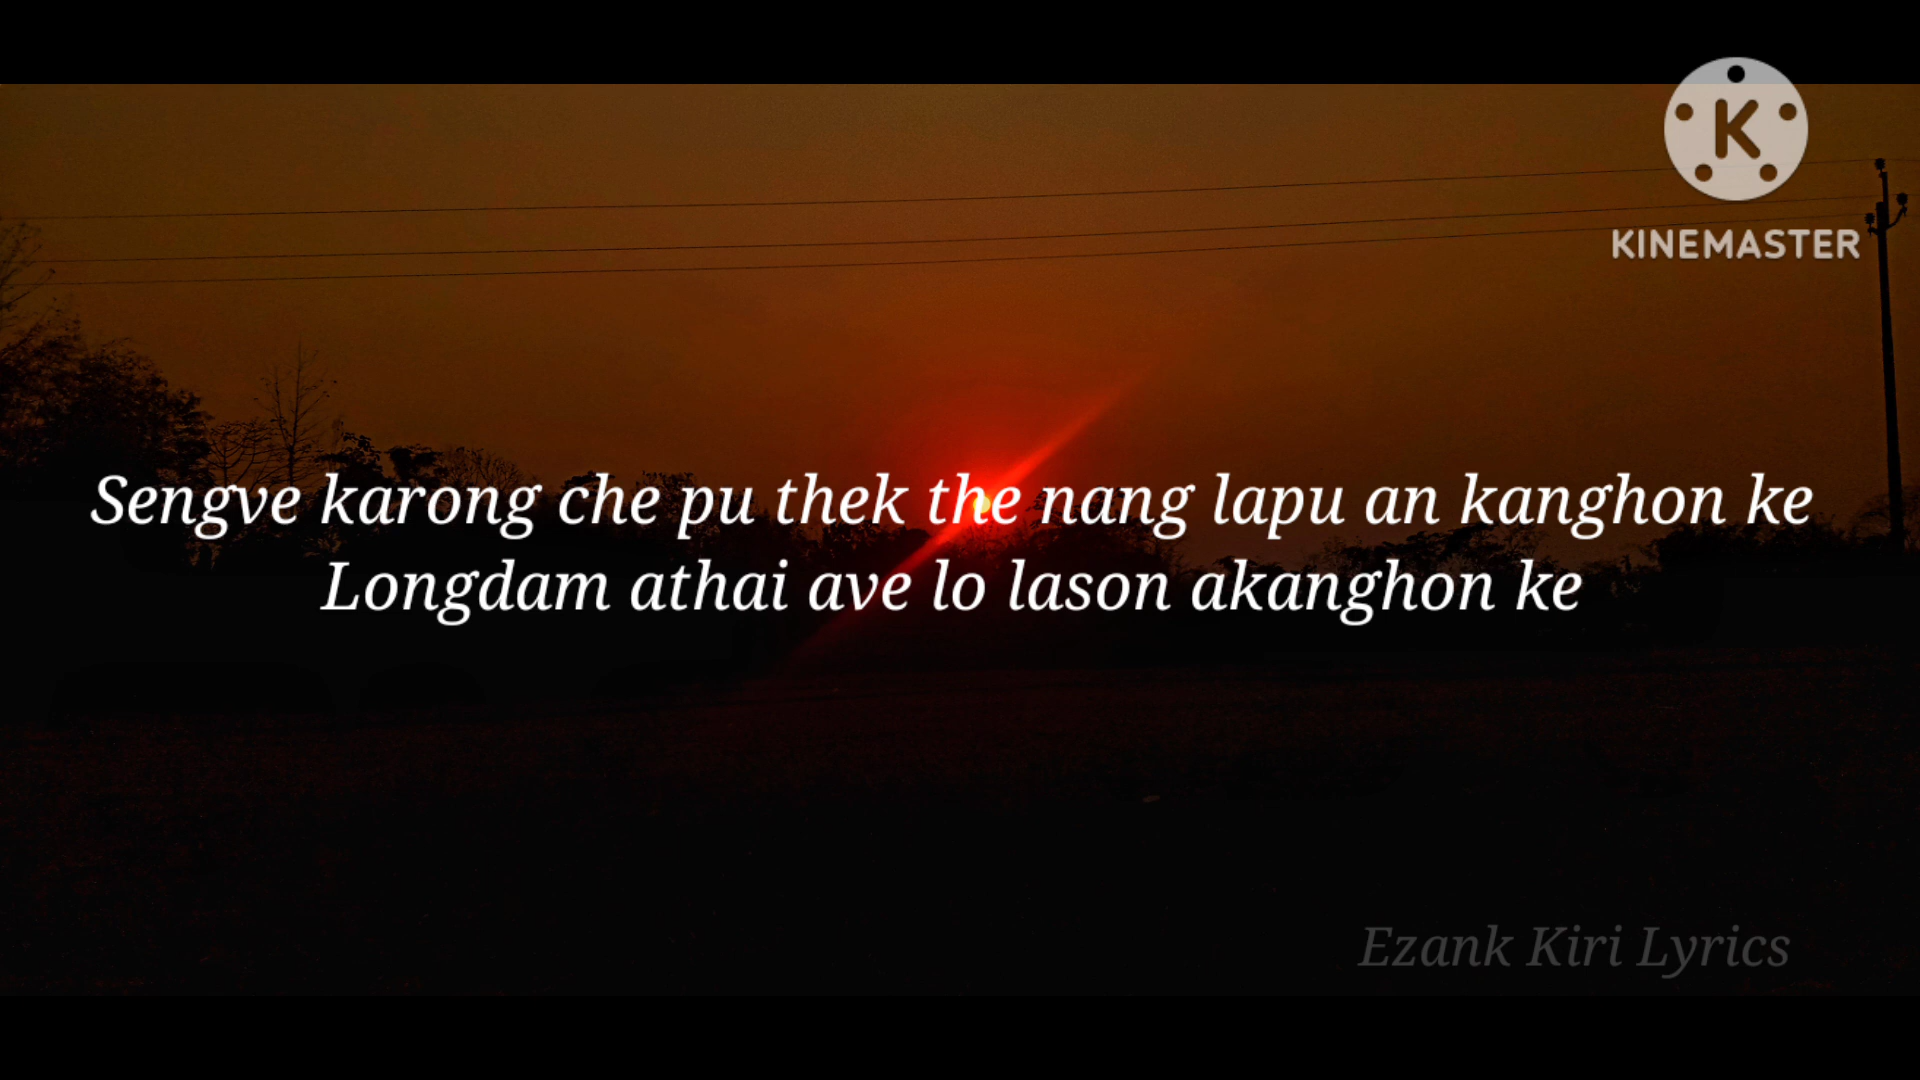 K
KINEMASTER
Sengve karong che pu thek the nang lapu an kanghon ke
Longdam athai ave lo lason akanghon ke
Ezank Kiri Lyrics